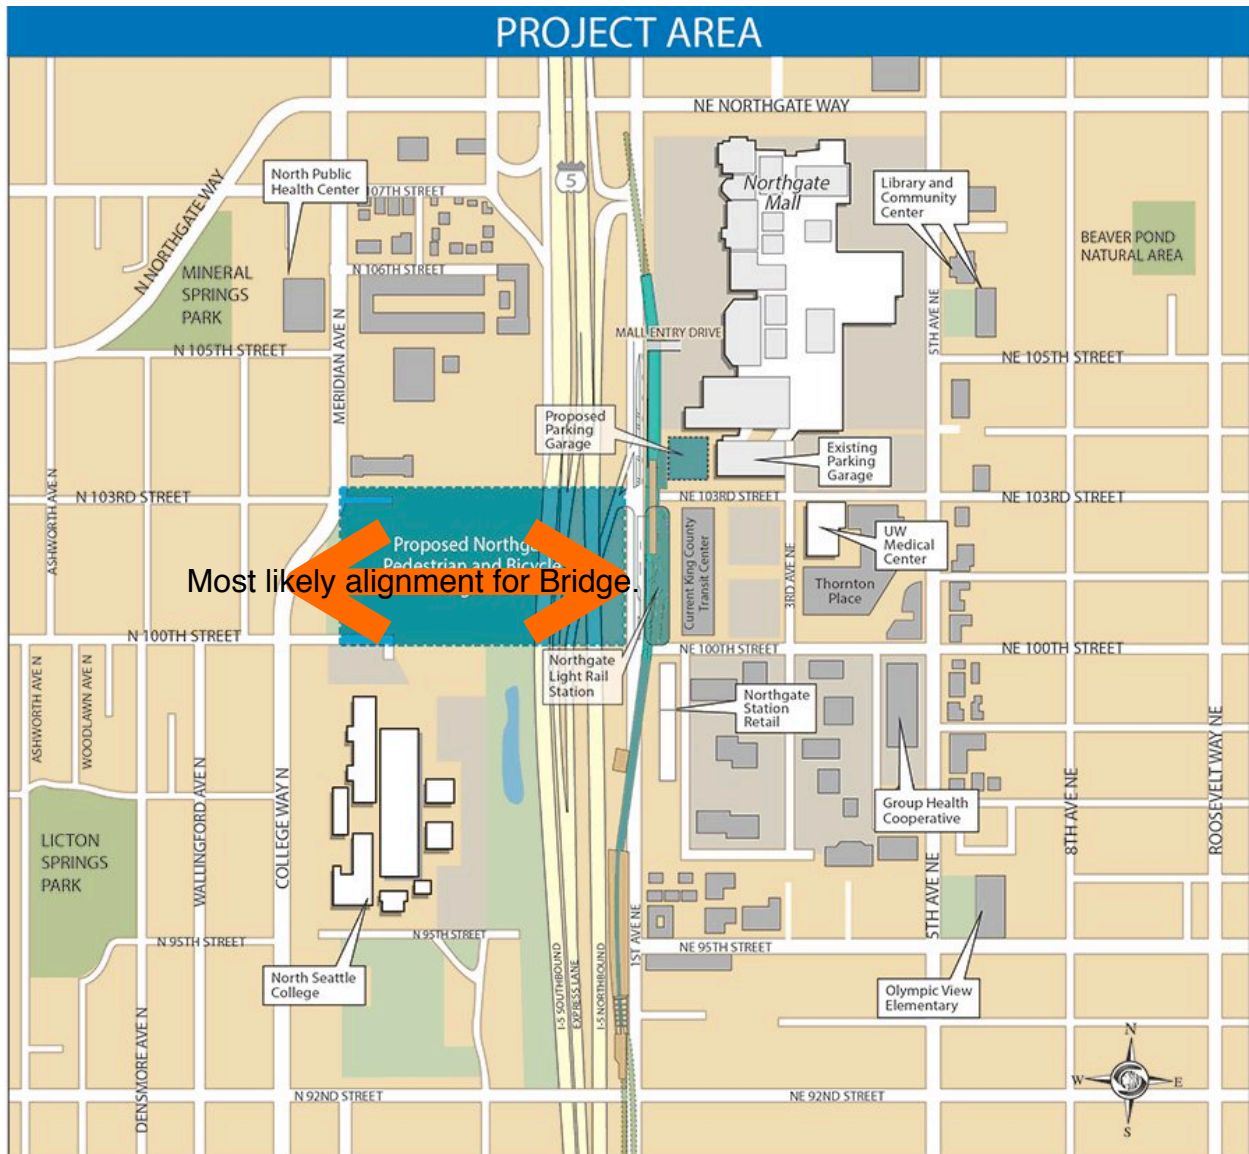 PROJECT AREA
NE NORTHGATE WAY
North Public
Health Center
107TH STREET
5
Northgate
Mall
Library and
Community
Center
N NORTHGATE WAY
MINERAL
SPRINGS
PARK
N 106TH STREET
BEAVER POND
NATURAL AREA
MERIDIAN AVE N
MALL ENTRY DRIVE
5TH AVE NE
N 105TH STREET
NE 105TH STREET
Proposed
Parking
Garage
Existing
Parking
Garage
ASHWORTH AVE N
N 103RD STREET
NE 103RD STREET
NE 103RD STREET
Proposed Northga
Pedestrian and Bicycle
Most likely alignment for Bridge.
Current King County
Transit Center
3RD AVE NE
UW
Medical
Center
Thornton
Place
N 100TH STREET
NE 100TH STREET
NE 100TH STREET
Northgate
Light Rail
Station
Northgate
Station
Retail
ASHWORTH AVE N
WOODLAWN AVE N
WALLINGFORD AVE N
COLLEGE WAY N
Group Health
Cooperative
8TH AVE NE
ROOSEVELT WAY NE
LICTON
SPRINGS
PARK
5TH AVE NE
N 95TH STREET
N 95TH STREET
1ST AVE NE
NE 95TH STREET
North Seattle
College
I-5 SOUTHBOUND
EXPRESS LANE
I-5 NORTHBOUND
Olympic View
Elementary
DENSMORE AVE N
N 92ND STREET
NE 92ND STREET
N
W
E
S